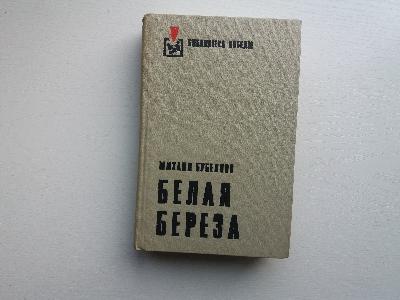 БИБЛИОТЕКА ПОБЕДЫ
МИХАИЛ БУБЕННОВ
БЕЛАЯ
БЕРЕЗА